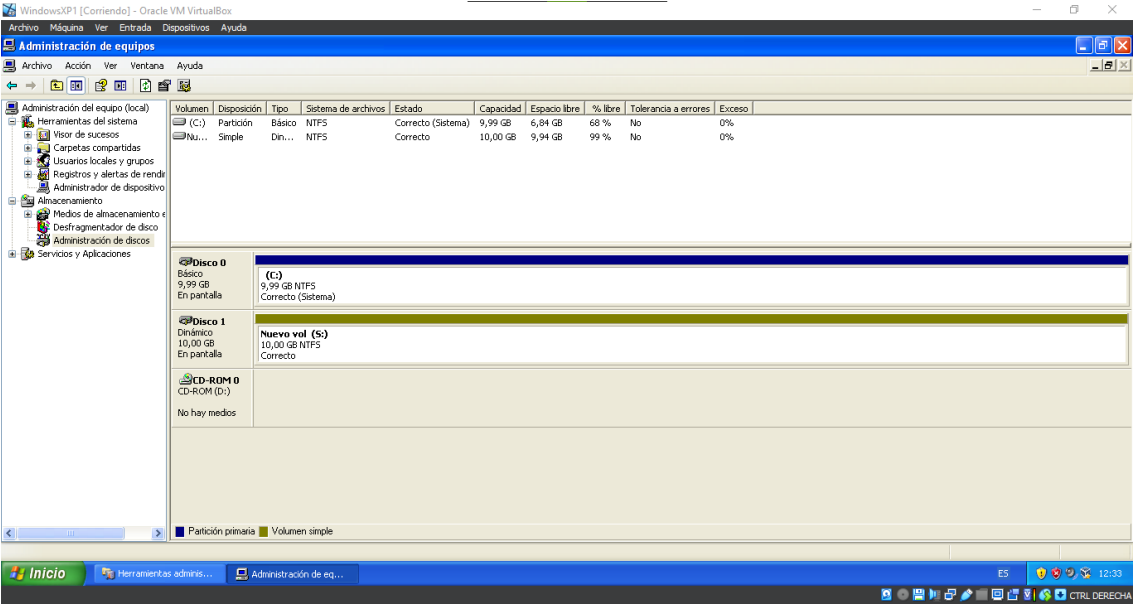 WindowsXP1 [Corriendo] - Oracle VM VirtualBox
Archivo Máquina Ver Entrada Dispositivos Ayuda
Administración de equipos
Archivo Acción Ver Ventana Ayuda
Administración del equipo (local)
Herramientas del sistema
Visor de sucesos
Carpetas compartidas
Usuarios locales y grupos
Registros y alertas de rendir
Administrador de dispositivo
Almacenamiento
Medios de almacenamiento e
Desfragmentador de disco
Administración de discos
Servicios y Aplicaciones
Volumen Disposición Tipo Sistema de archivos Estado Capacidad Espacio libre % libre Tolerancia a errores Exceso
(C:) Partición Básico NTFS Correcto (Sistema) 9,99 GB 6,84 GB 68 % No 0%
Nu... Simple Din... NTFS Correcto 10,00 GB 9,94 GB 99 % No 0%
Disco 0
Básico
9,99 GB
En pantalla
(C:)
9,99 GB NTFS
Correcto (Sistema)
Disco 1
Dinámico
10,00 GB
En pantalla
Nuevo vol (S:)
10,00 GB NTFS
Correcto
CD-ROM 0
CD-ROM (D:)
No hay medios
Partición primaria Volumen simple
Inicio Herramientas adminis... Administración de eq... ES 12:33
CTRL DERECHA